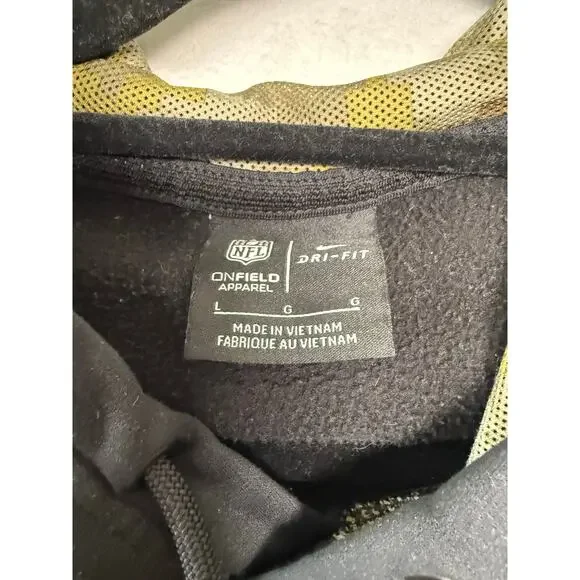 NFL
DRI-FIT
ONFIELD
APPAREL
L G G
MADE IN VIETNAM
FABRIQUE AU VIETNAM